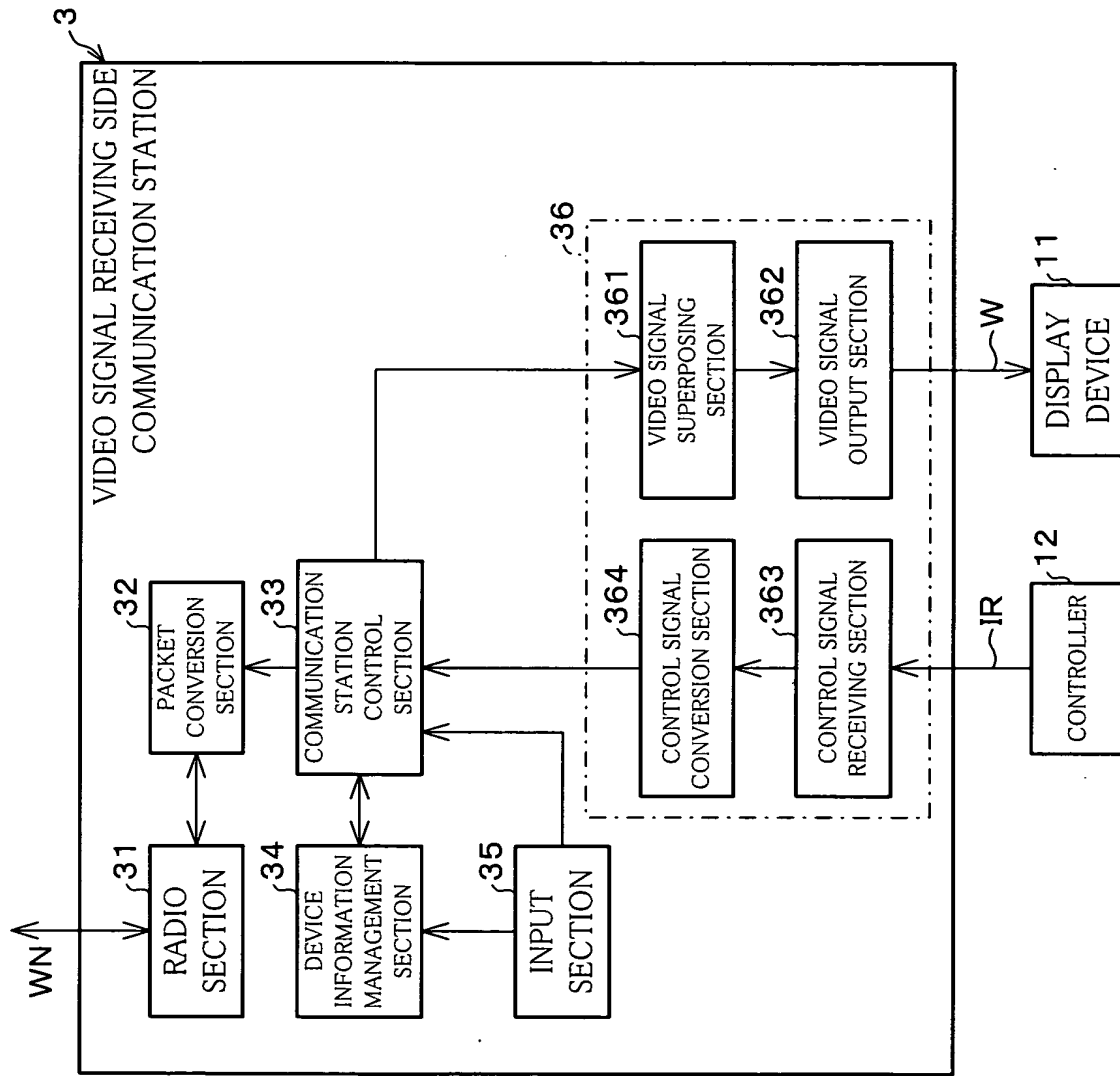 3
VIDEO SIGNAL RECEIVING SIDE
COMMUNICATION STATION
WN
31
RADIO
SECTION
32
PACKET
CONVERSION
SECTION
33
COMMUNICATION
STATION
CONTROL
SECTION
34
DEVICE
INFORMATION
MANAGEMENT
SECTION
35
INPUT
SECTION
36
361
VIDEO SIGNAL
SUPERPOSING
SECTION
362
VIDEO SIGNAL
OUTPUT SECTION
364
CONTROL SIGNAL
CONVERSION SECTION
363
CONTROL SIGNAL
RECEIVING SECTION
W
11
DISPLAY
DEVICE
IR
12
CONTROLLER